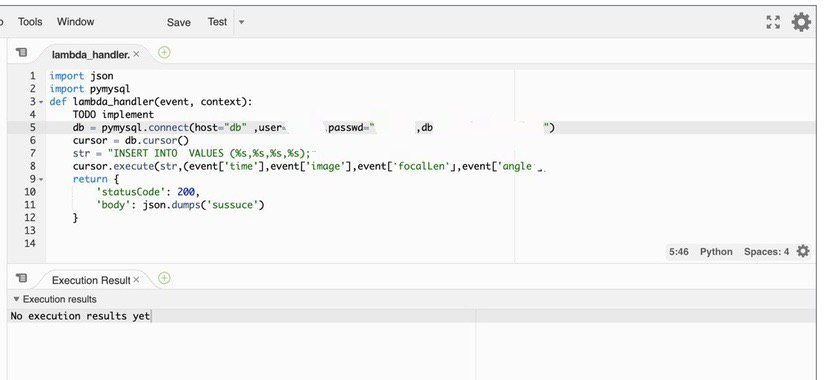 Tools Window Save Test
lambda_handler. ×
1 import json
2 import pymysql
3 def lambda_handler(event, context):
4 TODO implement
5 db = pymysql.connect(host="db" ,user= .passwd=" ,db ")
6 cursor = db.cursor()
7 str = "INSERT INTO VALUES (%s,%s,%s,%s);"
8 cursor.execute(str,(event['time'],event['image'],event['focalLen'],event['angle
9 return {
10 'statusCode': 200,
11 'body': json.dumps('sussuce')
12 }
13
14
5:46 Python Spaces: 4
Execution Result ×
Execution results
No execution results yet